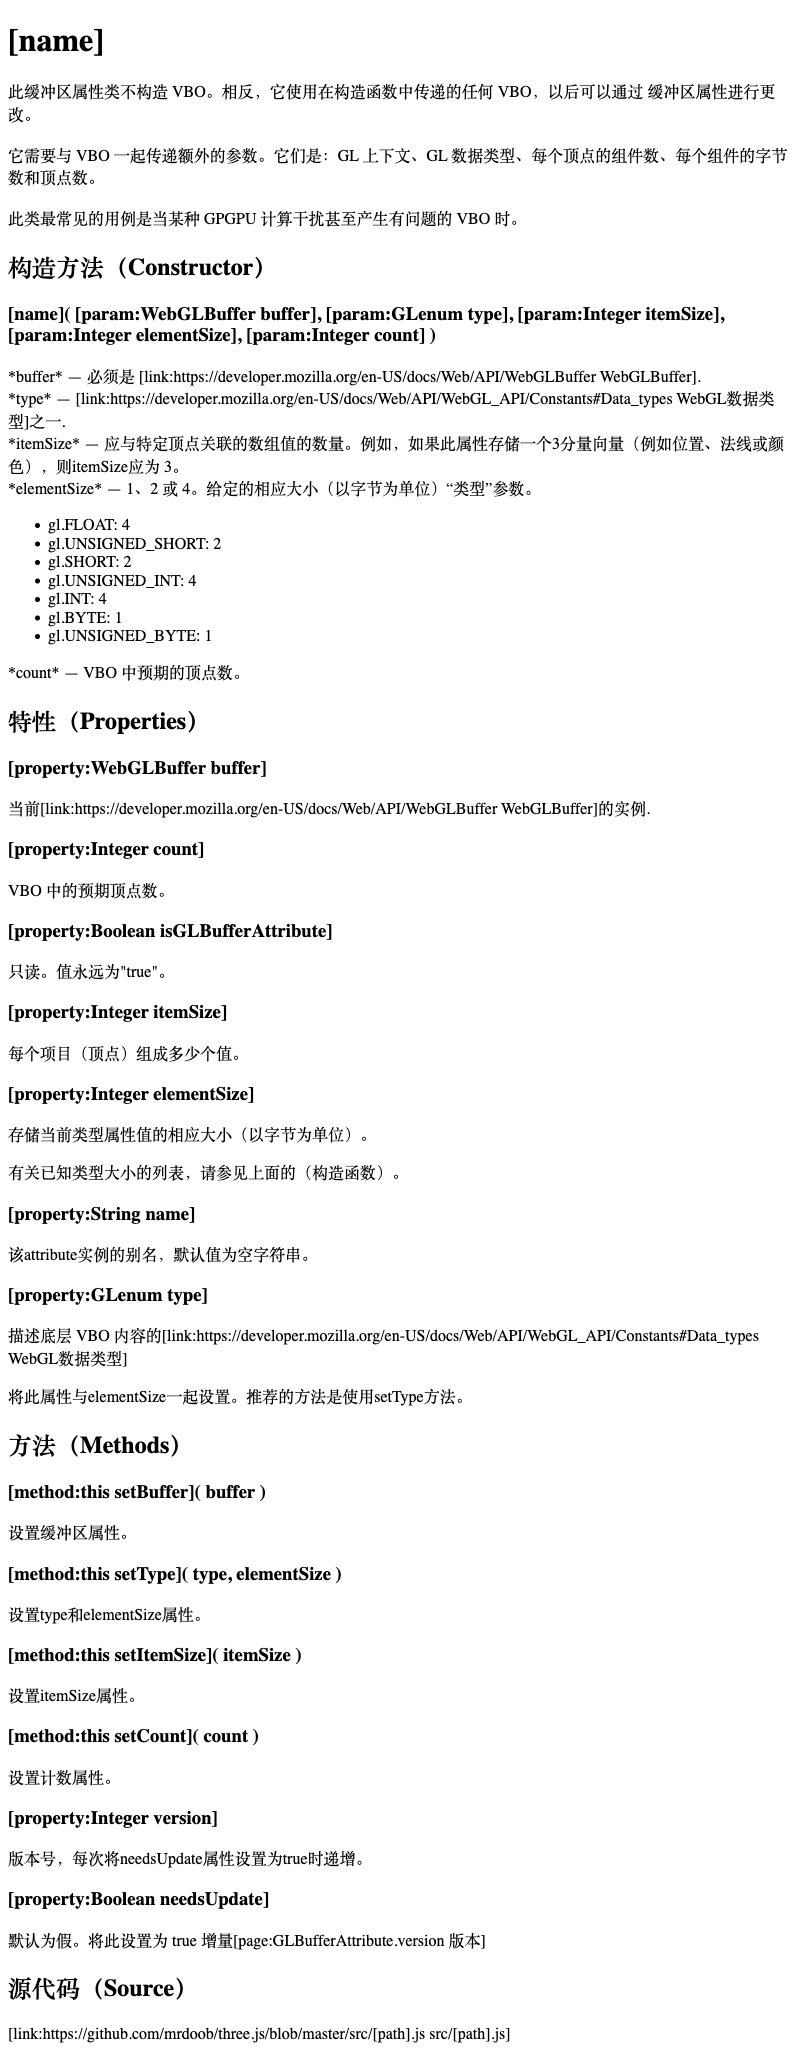 [name]
此缓冲区属性类不构造 VBO。相反，它使用在构造函数中传递的任何 VBO，以后可以通过 缓冲区属性进行更
改。
它需要与 VBO 一起传递额外的参数。它们是：GL 上下文、GL 数据类型、每个顶点的组件数、每个组件的字节
数和顶点数。
此类最常见的用例是当某种 GPGPU 计算干扰甚至产生有问题的 VBO 时。
构造方法（Constructor）
[name]( [param:WebGLBuffer buffer], [param:GLenum type], [param:Integer itemSize],
[param:Integer elementSize], [param:Integer count] )
*buffer* — 必须是 [link:https://developer.mozilla.org/en-US/docs/Web/API/WebGLBuffer WebGLBuffer].
*type* — [link:https://developer.mozilla.org/en-US/docs/Web/API/WebGL_API/Constants#Data_types WebGL数据类
型]之一.
*itemSize* — 应与特定顶点关联的数组值的数量。例如，如果此属性存储一个3分量向量（例如位置、法线或颜
色），则itemSize应为 3。
*elementSize* — 1、2 或 4。给定的相应大小（以字节为单位）“类型”参数。
• gl.FLOAT: 4
• gl.UNSIGNED_SHORT: 2
• gl.SHORT: 2
• gl.UNSIGNED_INT: 4
• gl.INT: 4
• gl.BYTE: 1
• gl.UNSIGNED_BYTE: 1
*count* — VBO 中预期的顶点数。
特性（Properties）
[property:WebGLBuffer buffer]
当前[link:https://developer.mozilla.org/en-US/docs/Web/API/WebGLBuffer WebGLBuffer]的实例.
[property:Integer count]
VBO 中的预期顶点数。
[property:Boolean isGLBufferAttribute]
只读。值永远为"true"。
[property:Integer itemSize]
每个项目（顶点）组成多少个值。
[property:Integer elementSize]
存储当前类型属性值的相应大小（以字节为单位）。
有关已知类型大小的列表，请参见上面的（构造函数）。
[property:String name]
该attribute实例的别名，默认值为空字符串。
[property:GLenum type]
描述底层 VBO 内容的[link:https://developer.mozilla.org/en-US/docs/Web/API/WebGL_API/Constants#Data_types
WebGL数据类型]
将此属性与elementSize一起设置。推荐的方法是使用setType方法。
方法（Methods）
[method:this setBuffer]( buffer )
设置缓冲区属性。
[method:this setType]( type, elementSize )
设置type和elementSize属性。
[method:this setItemSize]( itemSize )
设置itemSize属性。
[method:this setCount]( count )
设置计数属性。
[property:Integer version]
版本号，每次将needsUpdate属性设置为true时递增。
[property:Boolean needsUpdate]
默认为假。将此设置为 true 增量[page:GLBufferAttribute.version 版本]
源代码（Source）
[link:https://github.com/mrdoob/three.js/blob/master/src/[path].js src/[path].js]